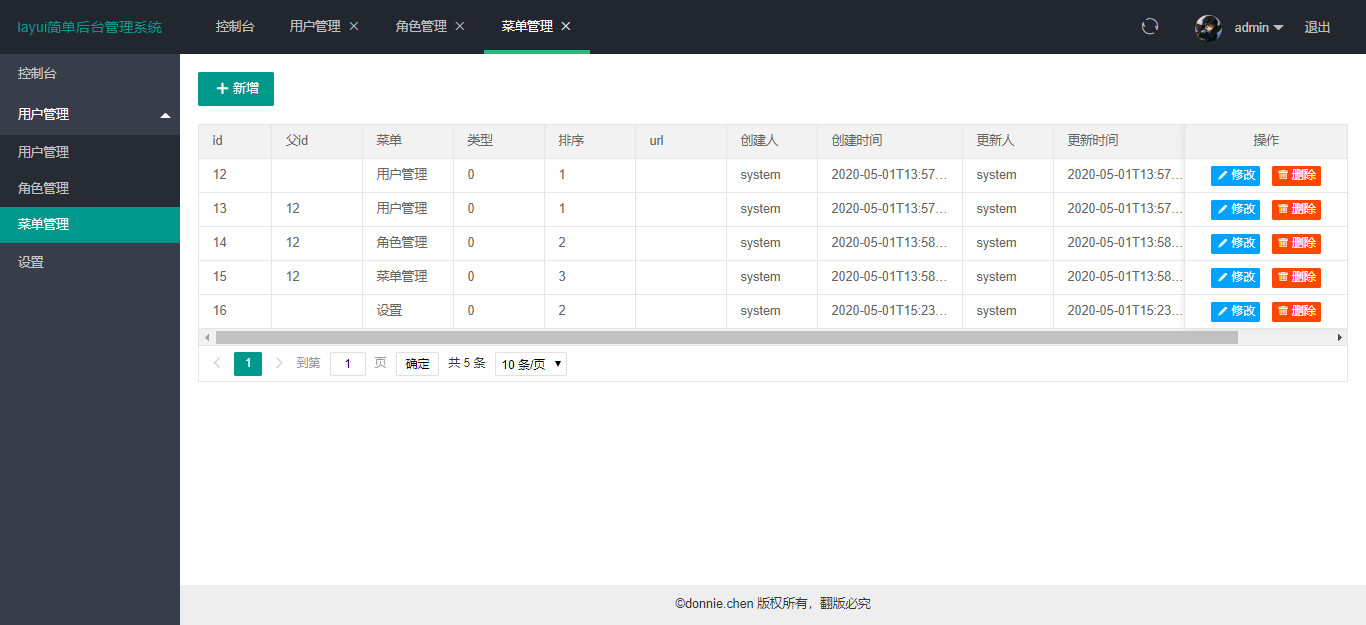 layui简单后台管理系统 控制台 用户管理 角色管理 菜单管理 admin 退出
控制台
用户管理
用户管理
角色管理
菜单管理
设置
新增
id 父id 菜单 类型 排序 url 创建人 创建时间 更新人 更新时间 操作
12 用户管理 0 1 system 2020-05-01T13:57... system 2020-05-01T13:57... 修改 删除
13 12 用户管理 0 1 system 2020-05-01T13:57... system 2020-05-01T13:57... 修改 删除
14 12 角色管理 0 2 system 2020-05-01T13:58... system 2020-05-01T13:58... 修改 删除
15 12 菜单管理 0 3 system 2020-05-01T13:58... system 2020-05-01T13:58... 修改 删除
16 设置 0 2 system 2020-05-01T15:23... system 2020-05-01T15:23... 修改 删除
1 到第 1 页 确定 共 5 条 10 条/页
©donnie.chen 版权所有，翻版必究